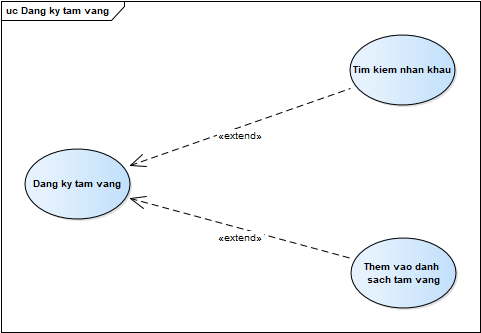 uc Dang ky tam vang
Tim kiem nhan khau
«extend»
Dang ky tam vang
«extend»
Them vao danh
sach tam vang